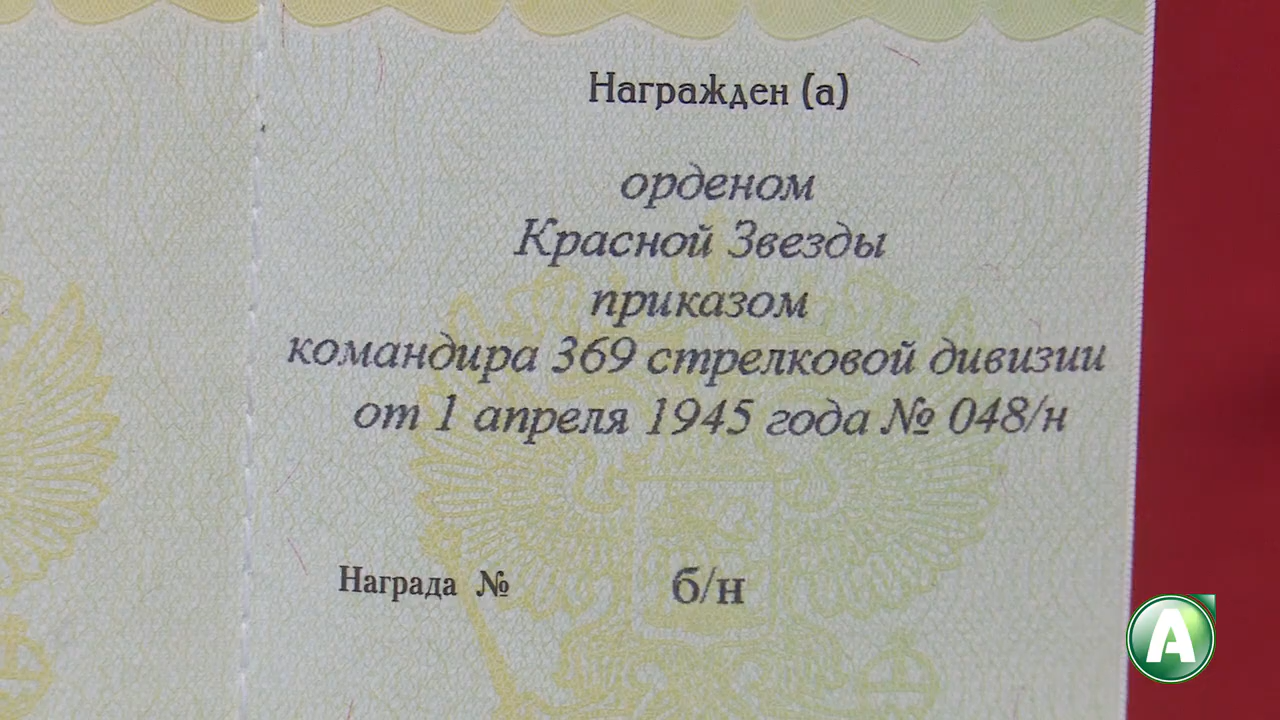 Награжден (а)
орденом
Красной Звезды
приказом
командира 369 стрелковой дивизии
от 1 апреля 1945 года № 048/н
Награда № б/н
А